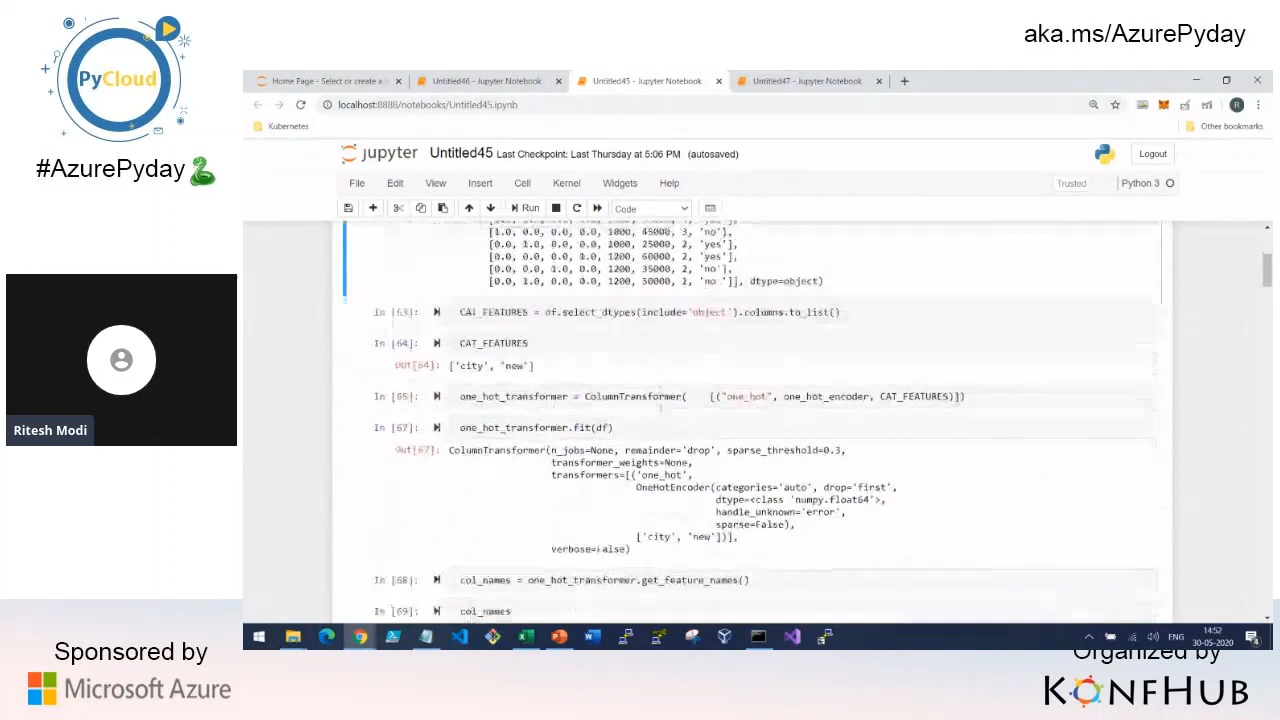 aka.ms/AzurePyday
PyCloud
#AzurePyday
Ritesh Modi
Sponsored by
Microsoft Azure
Organized by
KONFHUB
Home Page - Select or create a
Untitled46 - Jupyter Notebook
Untitled45 - Jupyter Notebook
Untitled47 - Jupyter Notebook
localhost:8888/notebooks/Untitled45.ipynb
R
Kubernetes
Other bookmarks
jupyter Untitled45 Last Checkpoint: Last Thursday at 5:06 PM (autosaved)
Logout
File Edit View Insert Cell Kernel Widgets Help
Trusted
Python 3
Run
Code
[1.0, 0.0, 0.0, 0.0, 1000, 45000, 3, 'no'],
[0.0, 1.0, 0.0, 0.0, 1000, 25000, 2, 'yes'],
[0.0, 0.0, 0.0, 1.0, 1200, 60000, 2, 'yes'],
[0.0, 0.0, 0.0, 0.0, 1200, 35000, 2, 'no'],
[0.0, 1.0, 0.0, 0.0, 1200, 50000, 2, 'no']], dtype=object)
In [63]: CAT_FEATURES = df.select_dtypes(include='object').columns.to_list()
In [64]: CAT_FEATURES
Out[64]: ['city', 'new']
In [65]: one_hot_transformer = ColumnTransformer( [("one_hot", one_hot_encoder, CAT_FEATURES)])
In [67]: one_hot_transformer.fit(df)
Out[67]: ColumnTransformer(n_jobs=None, remainder='drop', sparse_threshold=0.3,
transformer_weights=None,
transformers=[('one_hot',
OneHotEncoder(categories='auto', drop='first',
dtype=<class 'numpy.float64'>,
handle_unknown='error',
sparse=False),
['city', 'new'])],
verbose=False)
In [68]: col_names = one_hot_transformer.get_feature_names()
In [69]: col_names
ENG
14:52
30-05-2020